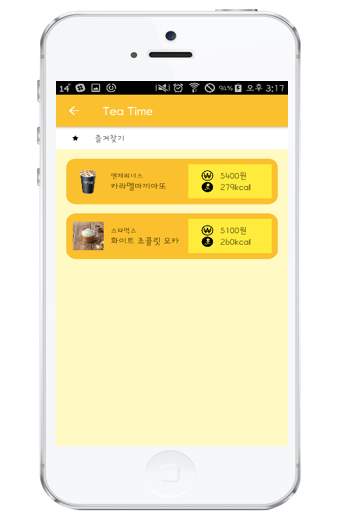 14°
94% 오후 3:17
Tea Time
즐겨찾기
엔제리너스
카라멜마끼아또
5400원
279kcal
스타벅스
화이트 초콜릿 모카
5100원
260kcal